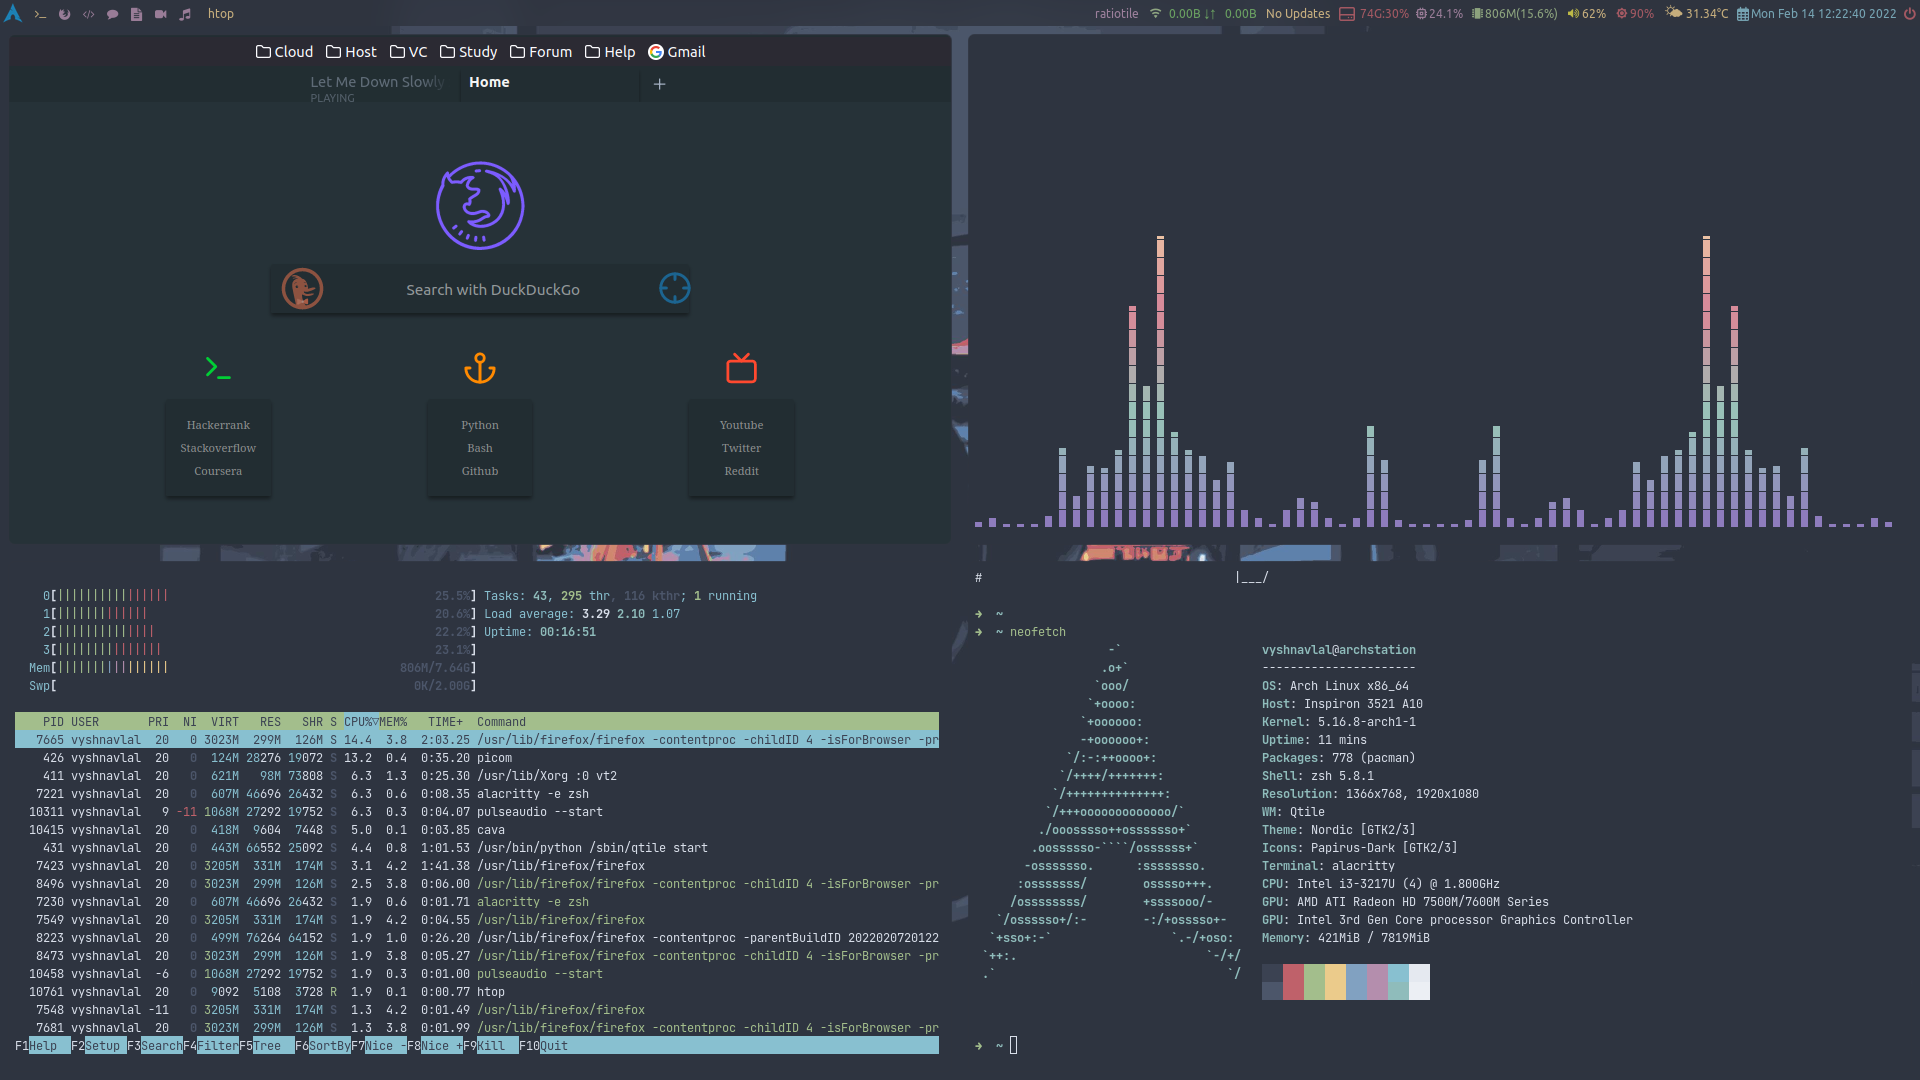 htop
ratiotile 0.00B ↓↑ 0.00B No Updates 74G:30% 24.1% 806M(15.6%) 62% 90% 31.34°C Mon Feb 14 12:22:40 2022
Cloud Host VC Study Forum Help Gmail
Let Me Down Slowly Home +
PLAYING
Search with DuckDuckGo
Hackerrank
Stackoverflow
Coursera
Python
Bash
Github
Youtube
Twitter
Reddit
0[||||||||||||||||  25.5%] Tasks: 43, 295 thr, 116 kthr; 1 running
1[|||||||||||||  20.6%] Load average: 3.29 2.10 1.07
2[||||||||||||||  22.2%] Uptime: 00:16:51
3[|||||||||||||||  23.1%]
Mem[||||||||||||||||  806M/7.64G]
Swp[  0K/2.00G]
PID USER PRI NI VIRT RES SHR S CPU%▽MEM% TIME+ Command
7665 vyshnavlal 20 0 3023M 299M 126M S 14.4 3.8 2:03.25 /usr/lib/firefox/firefox -contentproc -childID 4 -isForBrowser -pr
426 vyshnavlal 20 0 124M 28276 19072 S 13.2 0.4 0:35.20 picom
411 vyshnavlal 20 0 621M 98M 73808 S 6.3 1.3 0:25.30 /usr/lib/Xorg :0 vt2
7221 vyshnavlal 20 0 607M 46696 26432 S 6.3 0.6 0:08.35 alacritty -e zsh
10311 vyshnavlal 9 -11 1068M 27292 19752 S 6.3 0.3 0:04.07 pulseaudio --start
10415 vyshnavlal 20 0 418M 9604 7448 S 5.0 0.1 0:03.85 cava
431 vyshnavlal 20 0 443M 66552 25092 S 4.4 0.8 1:01.53 /usr/bin/python /sbin/qtile start
7423 vyshnavlal 20 0 3205M 331M 174M S 3.1 4.2 1:41.38 /usr/lib/firefox/firefox
8496 vyshnavlal 20 0 3023M 299M 126M S 2.5 3.8 0:06.00 /usr/lib/firefox/firefox -contentproc -childID 4 -isForBrowser -pr
7230 vyshnavlal 20 0 607M 46696 26432 S 1.9 0.6 0:01.71 alacritty -e zsh
7549 vyshnavlal 20 0 3205M 331M 174M S 1.9 4.2 0:04.55 /usr/lib/firefox/firefox
8223 vyshnavlal 20 0 499M 76264 64152 S 1.9 1.0 0:26.20 /usr/lib/firefox/firefox -contentproc -parentBuildID 2022020720122
8473 vyshnavlal 20 0 3023M 299M 126M S 1.9 3.8 0:05.27 /usr/lib/firefox/firefox -contentproc -childID 4 -isForBrowser -pr
10458 vyshnavlal -6 0 1068M 27292 19752 S 1.9 0.3 0:01.00 pulseaudio --start
10761 vyshnavlal 20 0 9092 5108 3728 R 1.9 0.1 0:00.77 htop
7548 vyshnavlal -11 0 3205M 331M 174M S 1.3 4.2 0:01.49 /usr/lib/firefox/firefox
7681 vyshnavlal 20 0 3023M 299M 126M S 1.3 3.8 0:01.99 /usr/lib/firefox/firefox -contentproc -childID 4 -isForBrowser -pr
F1Help F2Setup F3SearchF4FilterF5Tree F6SortByF7Nice -F8Nice +F9Kill F10Quit
# |___/
➜ ~
➜ ~ neofetch
-` vyshnavlal@archstation
.o+` ----------------------
`ooo/ OS: Arch Linux x86_64
`+oooo: Host: Inspiron 3521 A10
`+oooooo: Kernel: 5.16.8-arch1-1
-+oooooo+: Uptime: 11 mins
`/:-:++oooo+: Packages: 778 (pacman)
`/++++/+++++++: Shell: zsh 5.8.1
`/++++++++++++++: Resolution: 1366x768, 1920x1080
`/+++ooooooooooooo/` WM: Qtile
./ooosssso++osssssso+` Theme: Nordic [GTK2/3]
.oossssso-````/ossssss+` Icons: Papirus-Dark [GTK2/3]
-osssssso. :ssssssso. Terminal: alacritty
:osssssss/ osssso+++. CPU: Intel i3-3217U (4) @ 1.800GHz
/ossssssss/ +ssssooo/- GPU: AMD ATI Radeon HD 7500M/7600M Series
`/ossssso+/:- -:/+osssso+- GPU: Intel 3rd Gen Core processor Graphics Controller
`+sso+:-` `.-/+oso: Memory: 421MiB / 7819MiB
`++:. `-/+/
.` `/
➜ ~